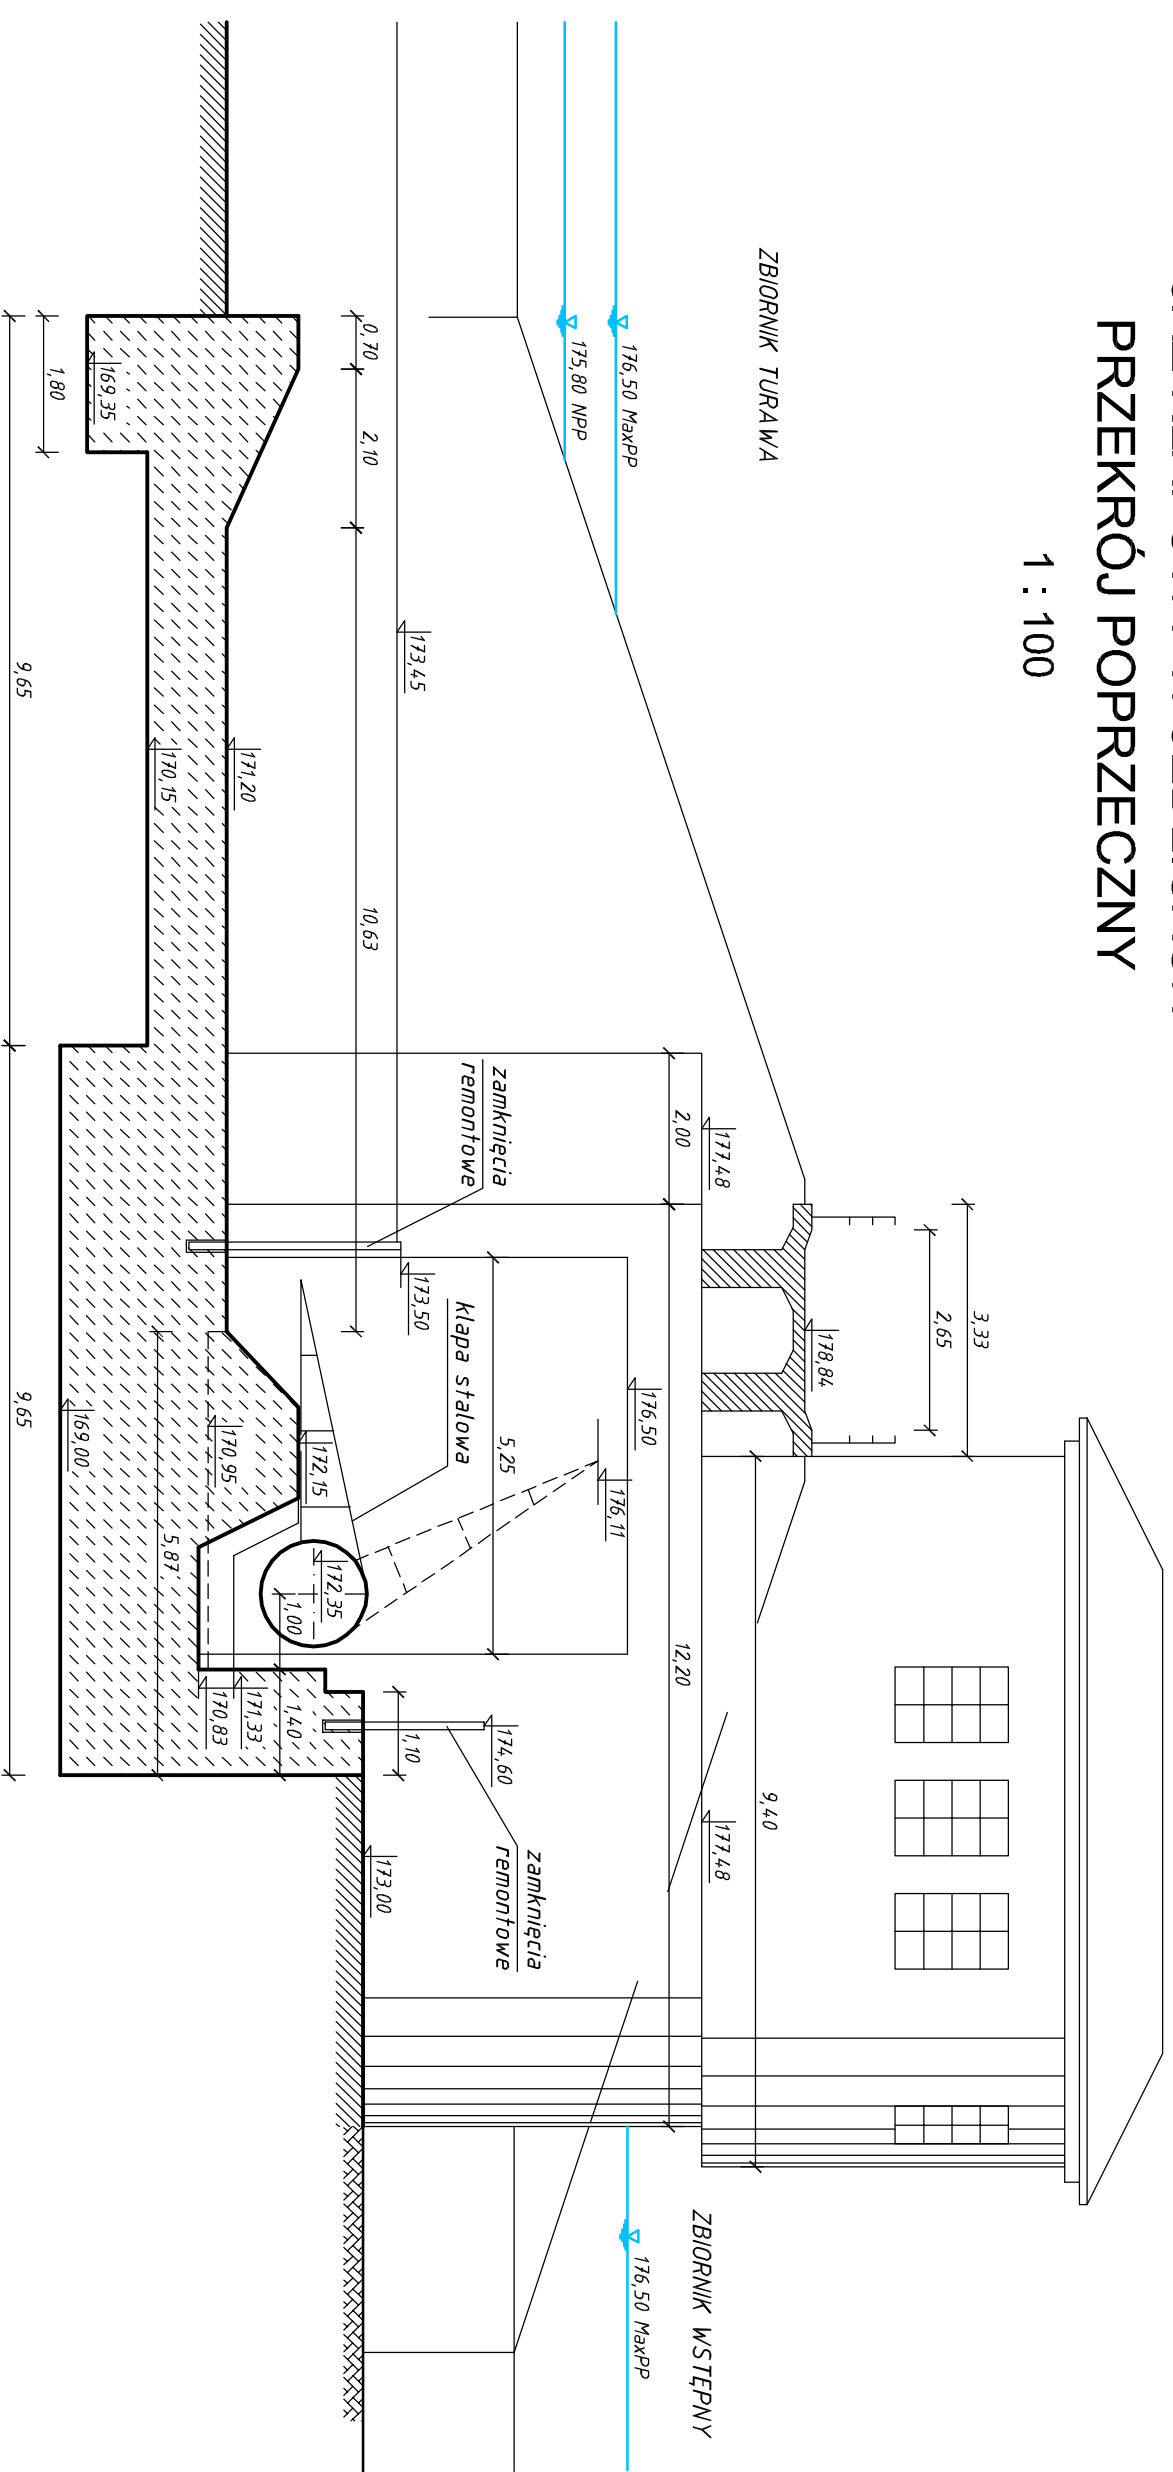 PRZEKRÓJ POPRZECZNY
1 : 100
ZBIORNIK TURAWA
ZBIORNIK WSTĘPNY
3,33
2,65
178,84
177,48
9,40
177,48
2,00
12,20
176,50 MaxPP
176,50
176,50 MaxPP
175,80 NPP
176,11
5,25
zamknięcia
remontowe
klapa stalowa
zamknięcia
remontowe
174,60
173,45
173,50
1,10
0,70
2,10
10,63
173,00
172,15
172,35
1,00
1,40
171,20
170,95
171,33
170,83
170,15
5,87
169,35
169,00
1,80
9,65
9,65